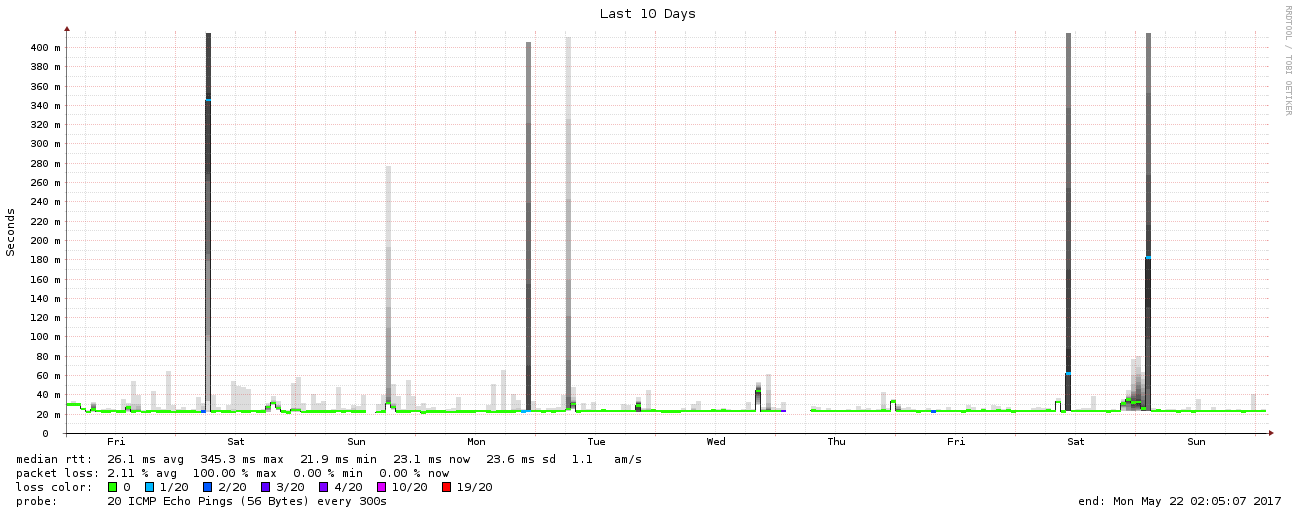 Last 10 Days
RRDTOOL / TOBI OETIKER
Seconds
400 m
380 m
360 m
340 m
320 m
300 m
280 m
260 m
240 m
220 m
200 m
180 m
160 m
140 m
120 m
100 m
80 m
60 m
40 m
20 m
0
Fri Sat Sun Mon Tue Wed Thu Fri Sat Sun
median rtt: 26.1 ms avg 345.3 ms max 21.9 ms min 23.1 ms now 23.6 ms sd 1.1 am/s
packet loss: 2.11 % avg 100.00 % max 0.00 % min 0.00 % now
loss color: 0 1/20 2/20 3/20 4/20 10/20 19/20
probe: 20 ICMP Echo Pings (56 Bytes) every 300s end: Mon May 22 02:05:07 2017